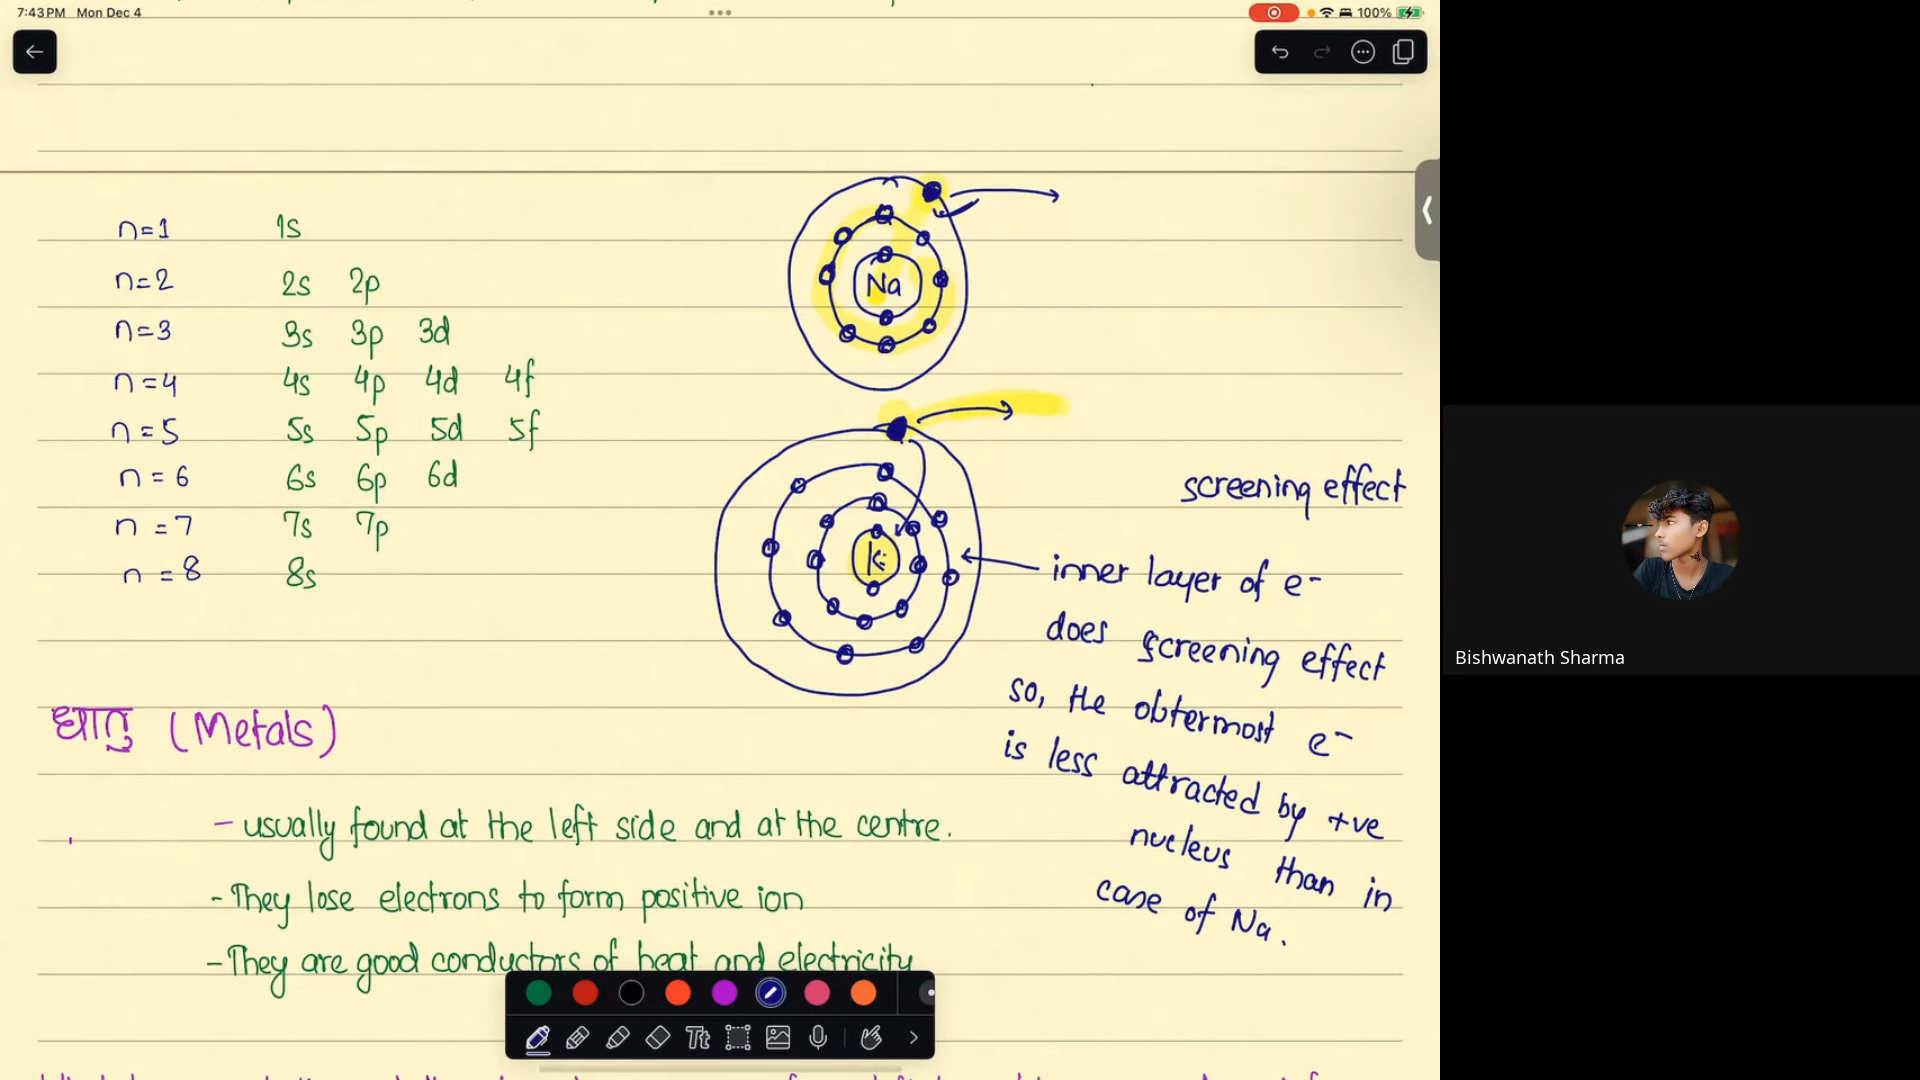 7:43 PM Mon Dec 4
100%
n=1 1s
n=2 2s 2p
n=3 3s 3p 3d
n=4 4s 4p 4d 4f
n=5 5s 5p 5d 5f
n=6 6s 6p 6d
n=7 7s 7p
n=8 8s
Na
K
screening effect
inner layer of e-
does screening effect
so, the obtermost e-
is less attracted by +ve
nucleus than in
case of Na.
धातु (Metals)
- usually found at the left side and at the centre.
- They lose electrons to form positive ion
- They are good conductors of heat and electricity
Tt
Bishwanath Sharma